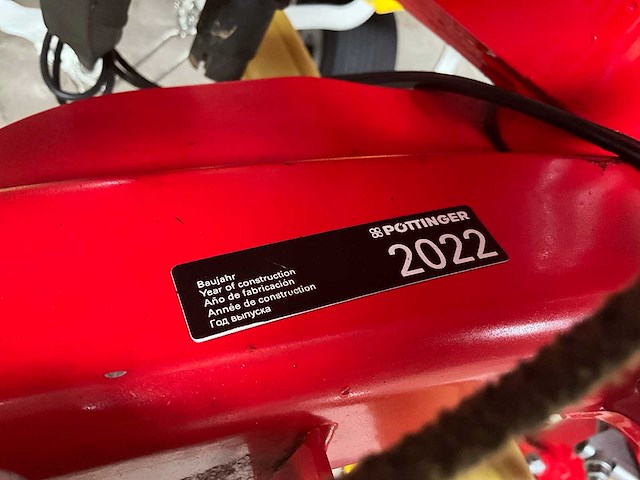 PÖTTINGER
2022
Baujahr
Year of construction
Año de fabricación
Année de construction
Год выпуска